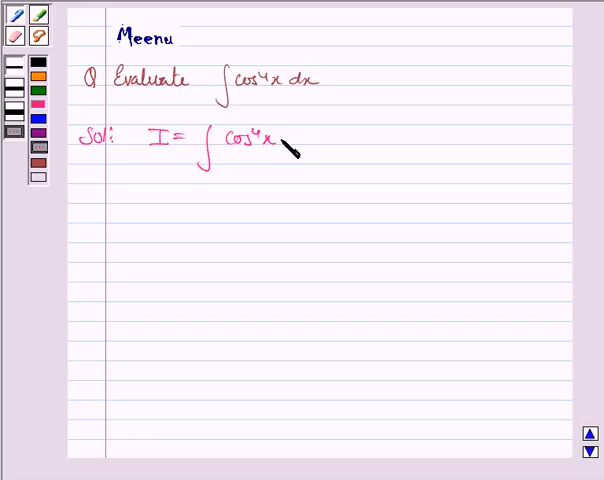 Meenu
Q Evaluate ∫cos⁴x dx
Sol: I = ∫ cos⁴x